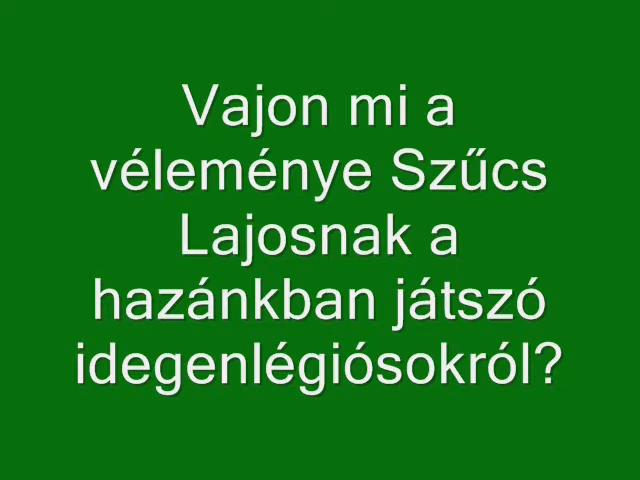 Vajon mi a
véleménye Szűcs
Lajosnak a
hazánkban játszó
idegenlégiósokról?